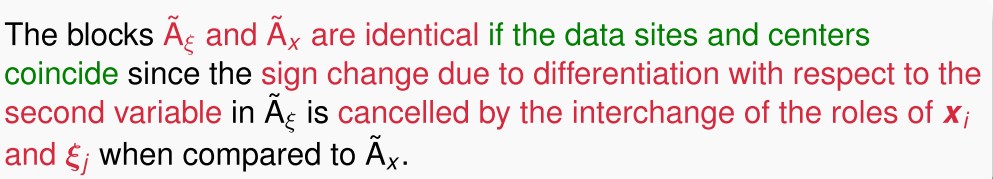 The blocks Ã_ξ and Ã_x are identical if the data sites and centers
coincide since the sign change due to differentiation with respect to the
second variable in Ã_ξ is cancelled by the interchange of the roles of x_i
and ξ_j when compared to Ã_x.